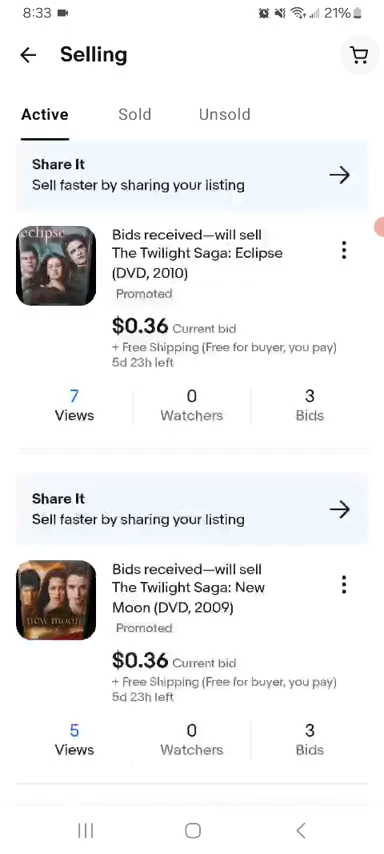 8:33
21%
Selling
Active
Sold
Unsold
Share It
Sell faster by sharing your listing
eclipse
Bids received—will sell
The Twilight Saga: Eclipse
(DVD, 2010)
Promoted
$0.36 Current bid
+ Free Shipping (Free for buyer, you pay)
5d 23h left
7
0
3
Views
Watchers
Bids
Share It
Sell faster by sharing your listing
new moon
Bids received—will sell
The Twilight Saga: New
Moon (DVD, 2009)
Promoted
$0.36 Current bid
+ Free Shipping (Free for buyer, you pay)
5d 23h left
5
0
3
Views
Watchers
Bids